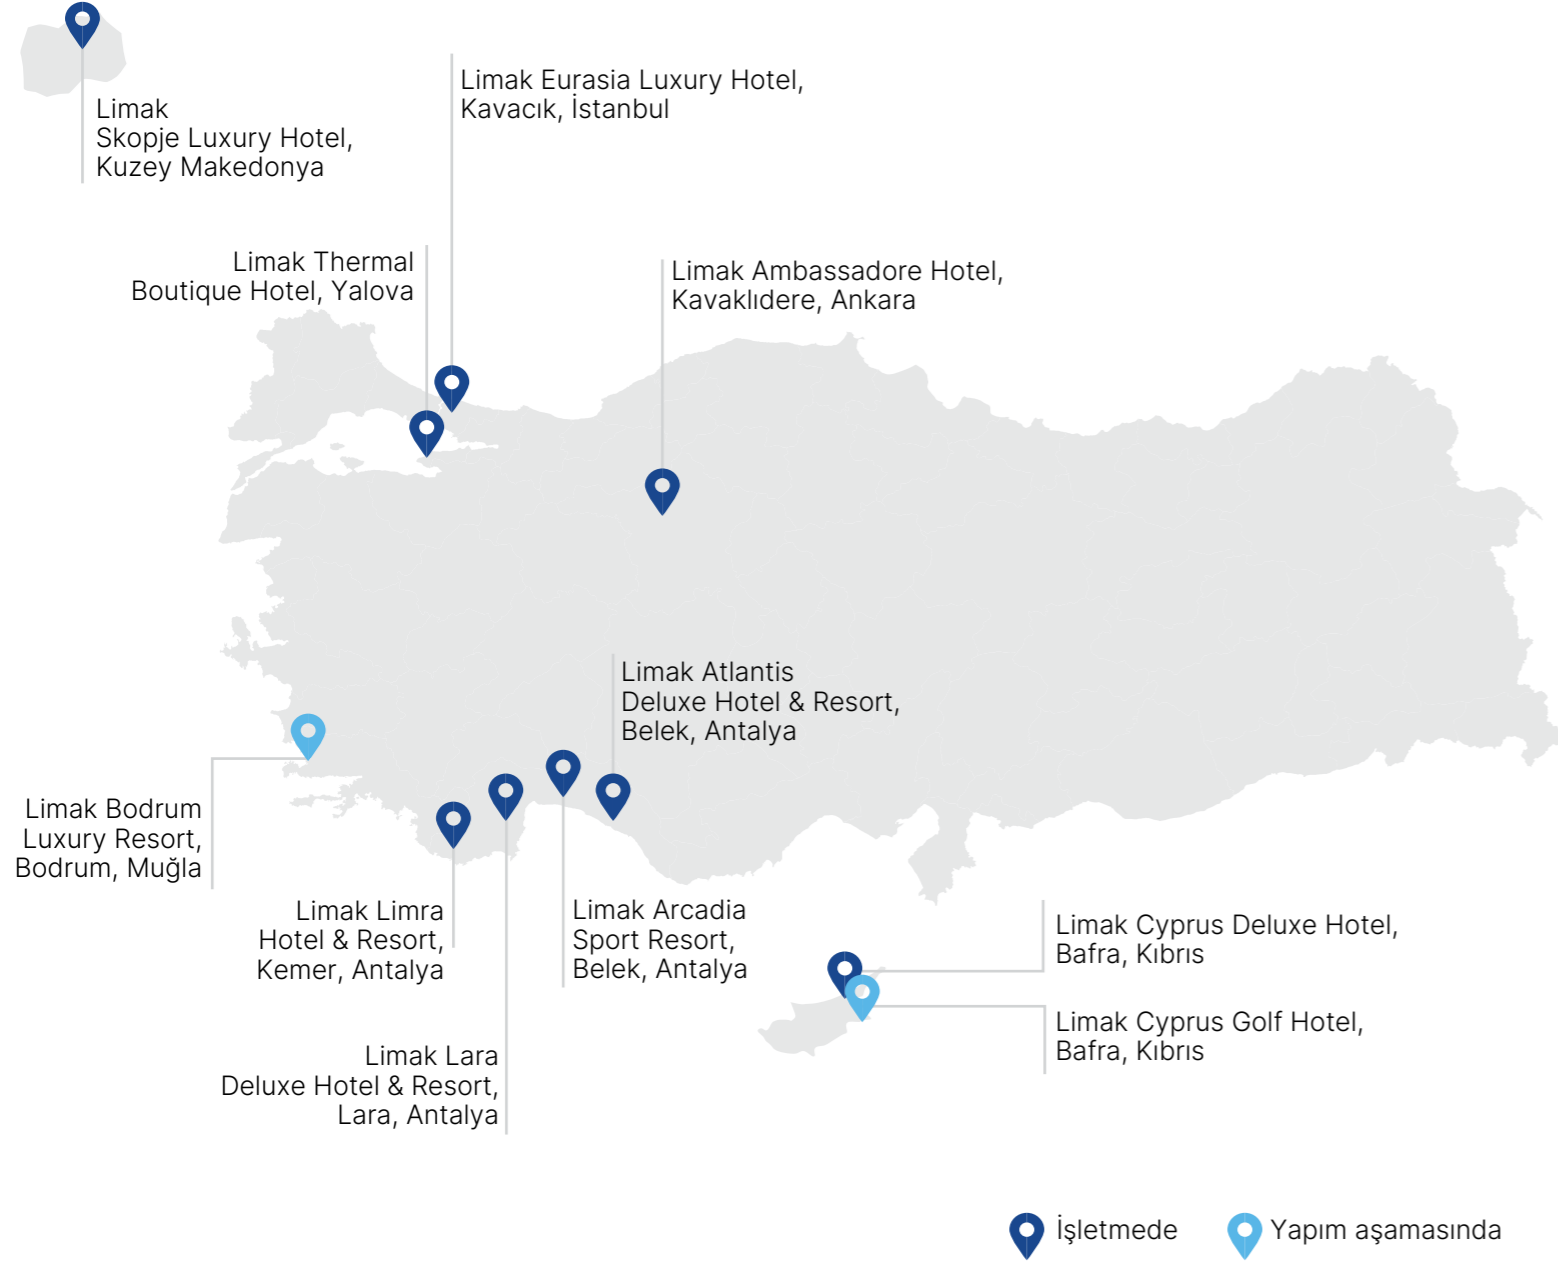 Limak
Skopje Luxury Hotel,
Kuzey Makedonya
Limak Eurasia Luxury Hotel,
Kavacık, İstanbul
Limak Thermal
Boutique Hotel, Yalova
Limak Ambassadore Hotel,
Kavaklıdere, Ankara
Limak Atlantis
Deluxe Hotel & Resort,
Belek, Antalya
Limak Bodrum
Luxury Resort,
Bodrum, Muğla
Limak Limra
Hotel & Resort,
Kemer, Antalya
Limak Arcadia
Sport Resort,
Belek, Antalya
Limak Cyprus Deluxe Hotel,
Bafra, Kıbrıs
Limak Cyprus Golf Hotel,
Bafra, Kıbrıs
Limak Lara
Deluxe Hotel & Resort,
Lara, Antalya
İşletmede
Yapım aşamasında